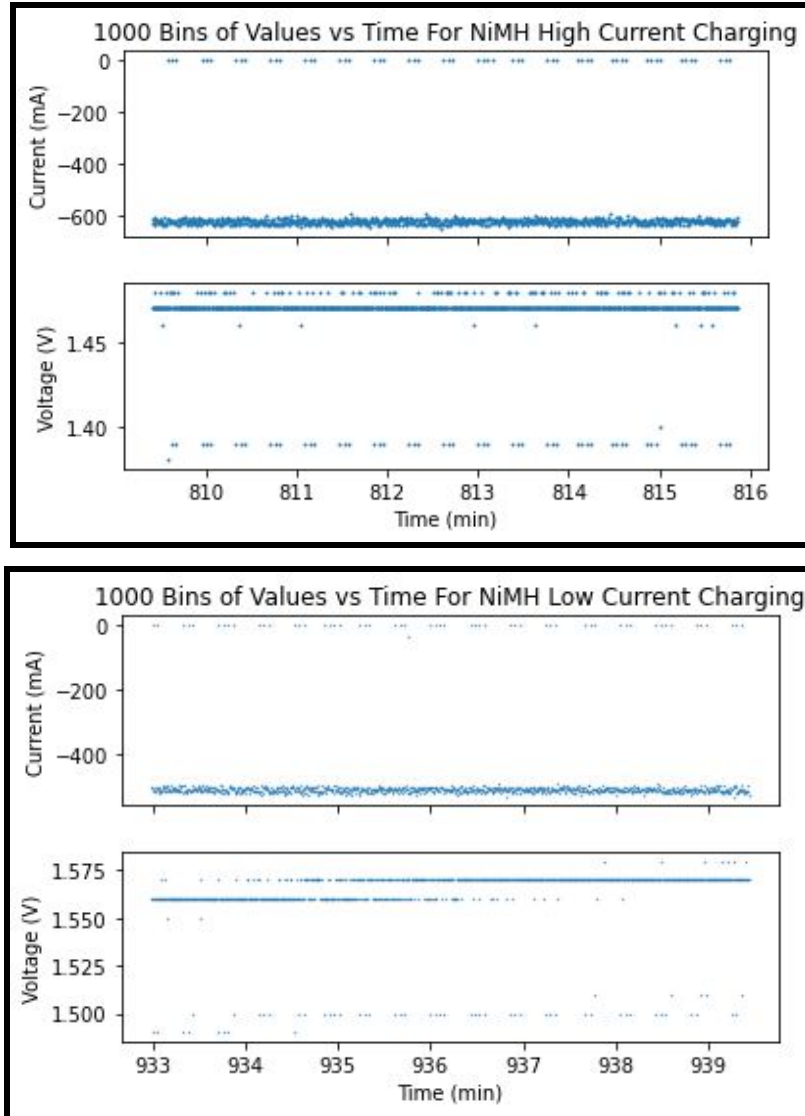 1000 Bins of Values vs Time For NiMH High Current Charging
0
−200
−400
−600
Current (mA)
1.45
1.40
Voltage (V)
810 811 812 813 814 815 816
Time (min)
1000 Bins of Values vs Time For NiMH Low Current Charging
0
−200
−400
Current (mA)
1.575
1.550
1.525
1.500
Voltage (V)
933 934 935 936 937 938 939
Time (min)